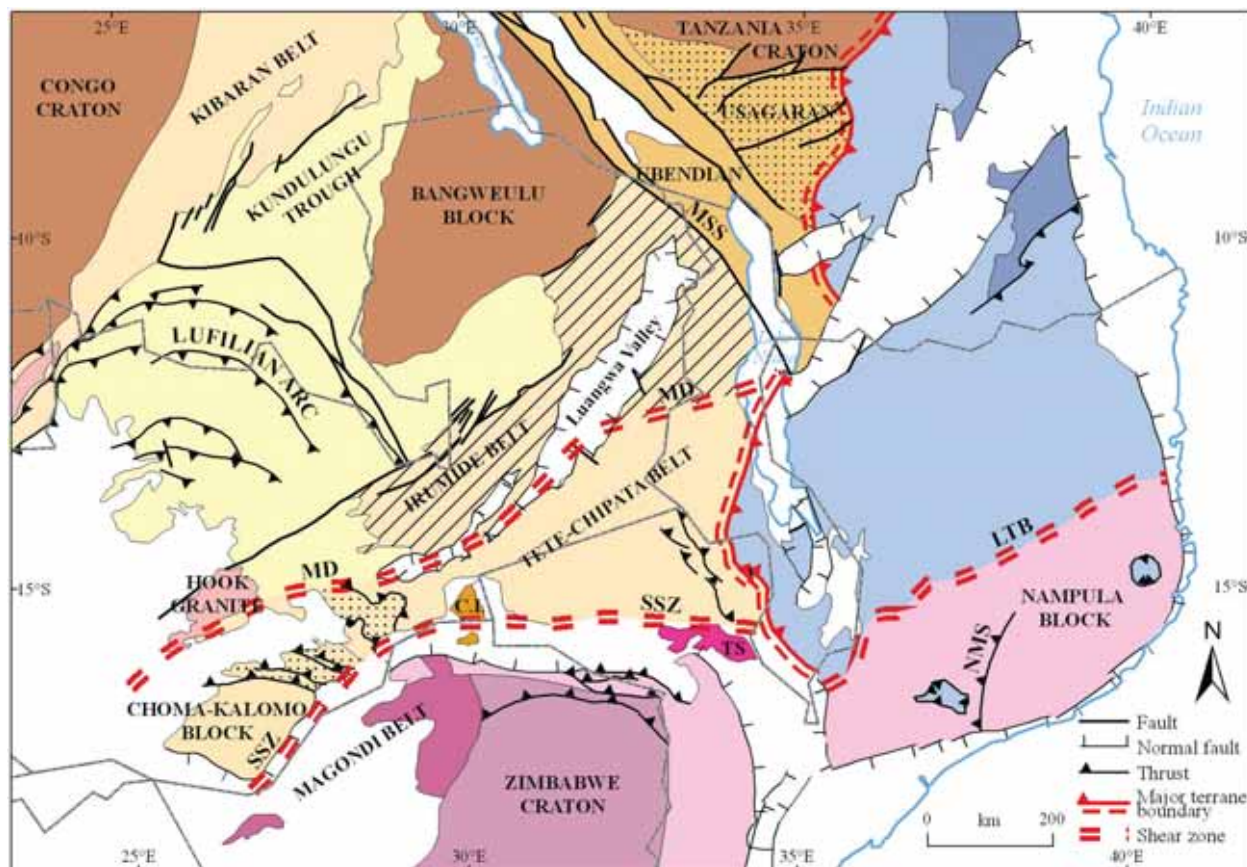 25°E
30°E
TANZANIA
35°E
CRATON
40°E
CONGO
CRATON
KIBARAN BELT
USAGARAN
Indian
Ocean
KUNDULUNGU
TROUGH
BANGWEULU
BLOCK
UBENDIAN
MSS
10°S
10°S
LUFILIAN ARC
Luangwa Valley
MD
IRUMIDE BELT
TETE-CHIPATA BELT
LTB
15°S
MD
HOOK
GRANITE
C.I.
SSZ
15°S
NAMPULA
BLOCK
TS
NMS
N
CHOMA-KALOMO
BLOCK
SSZ
MAGONDI BELT
ZIMBABWE
CRATON
Fault
Normal fault
Thrust
Major terrane
boundary
Shear zone
0
km
200
25°E
30°E
35°E
40°E